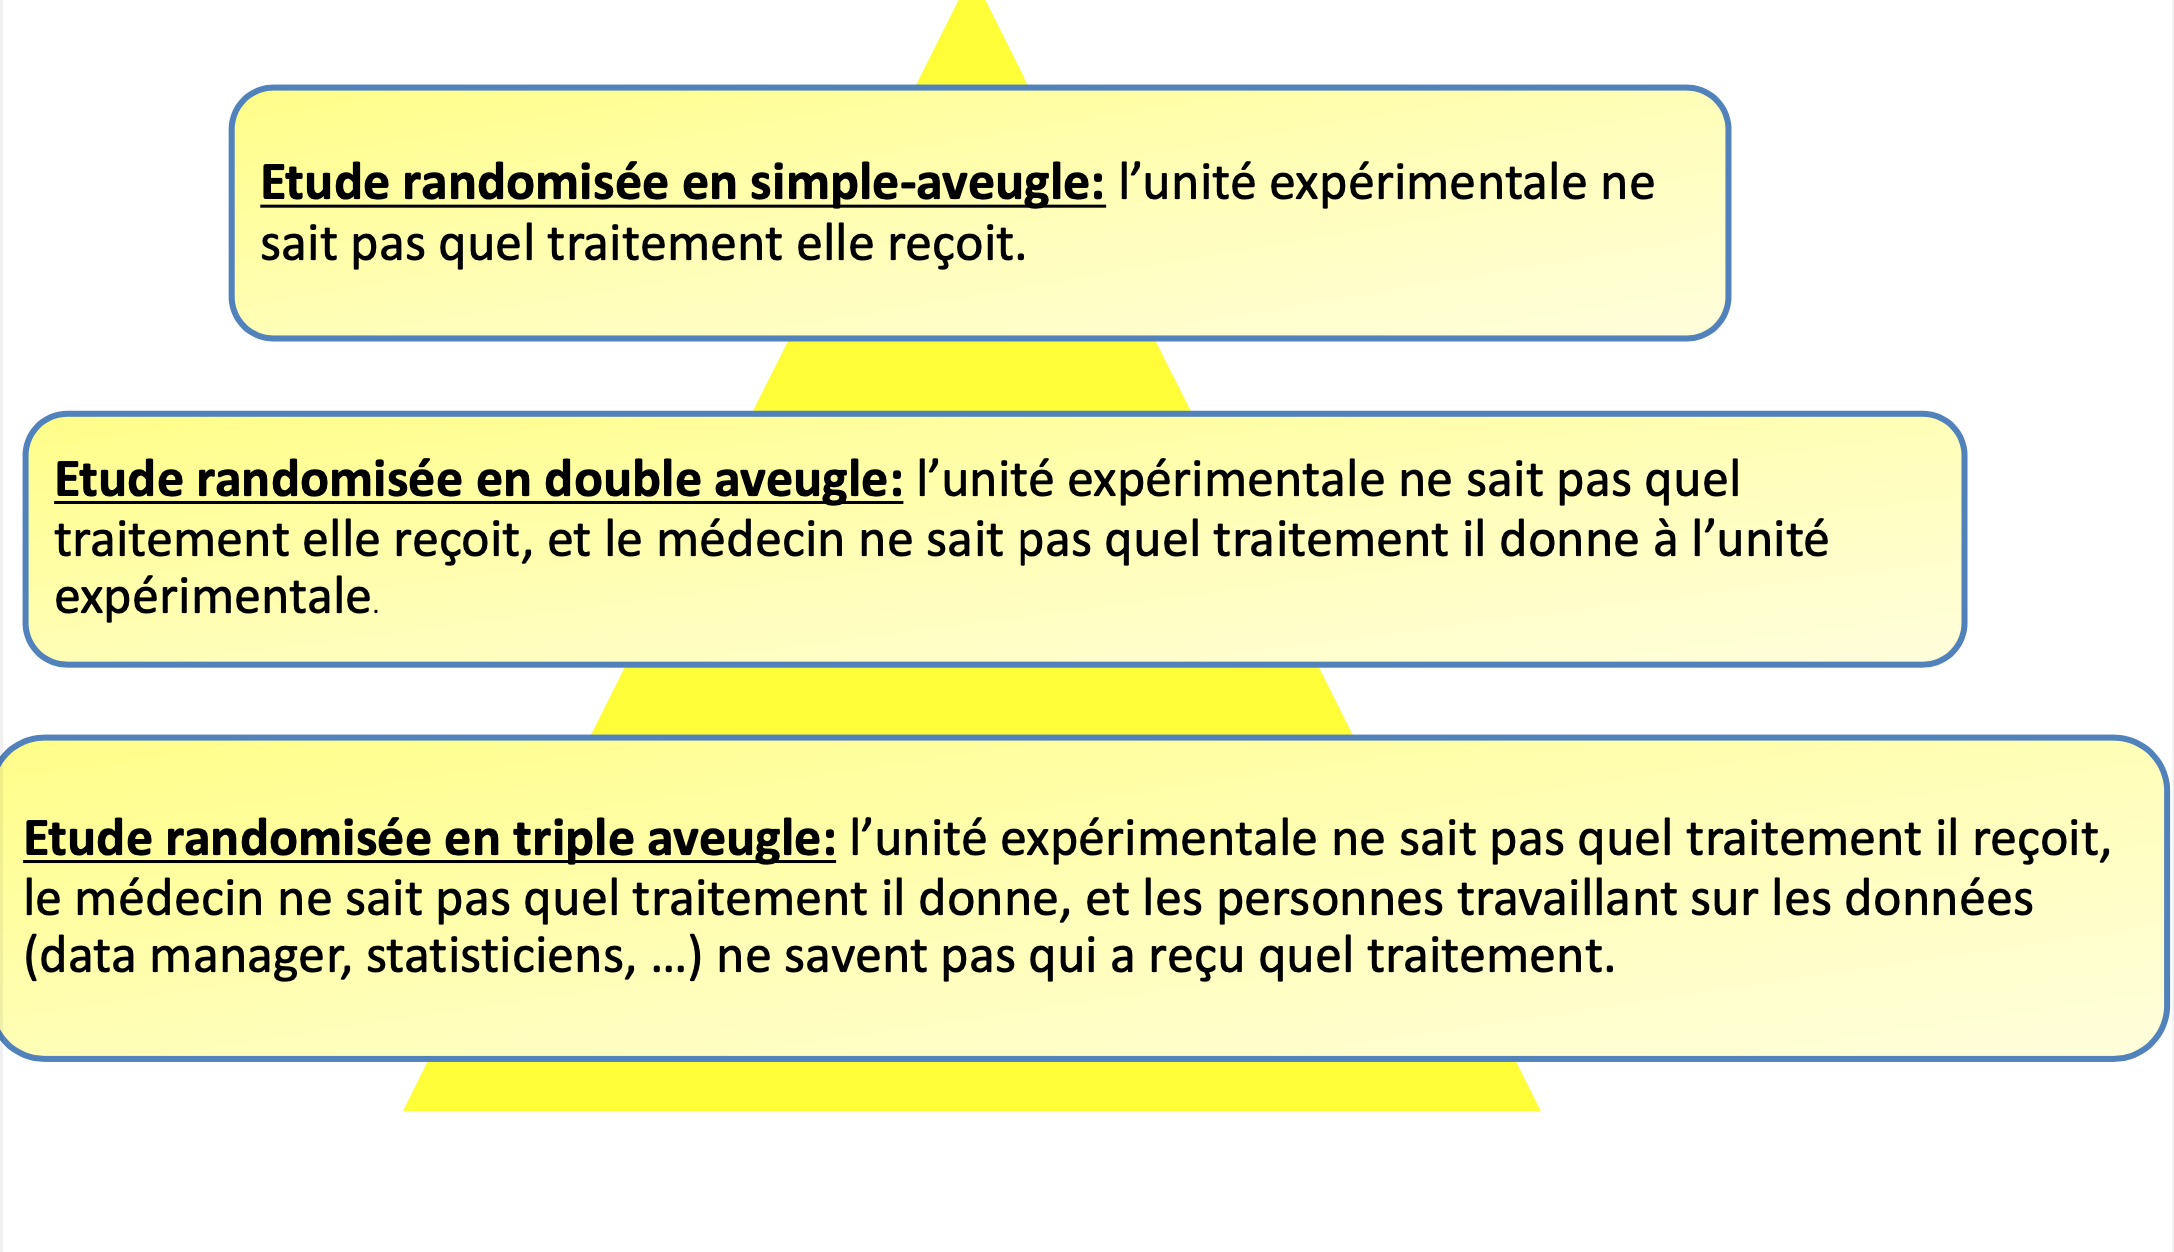 Etude randomisée en simple-aveugle: l’unité expérimentale ne
sait pas quel traitement elle reçoit.
Etude randomisée en double aveugle: l’unité expérimentale ne sait pas quel
traitement elle reçoit, et le médecin ne sait pas quel traitement il donne à l’unité
expérimentale.
Etude randomisée en triple aveugle: l’unité expérimentale ne sait pas quel traitement il reçoit,
le médecin ne sait pas quel traitement il donne, et les personnes travaillant sur les données
(data manager, statisticiens, …) ne savent pas qui a reçu quel traitement.